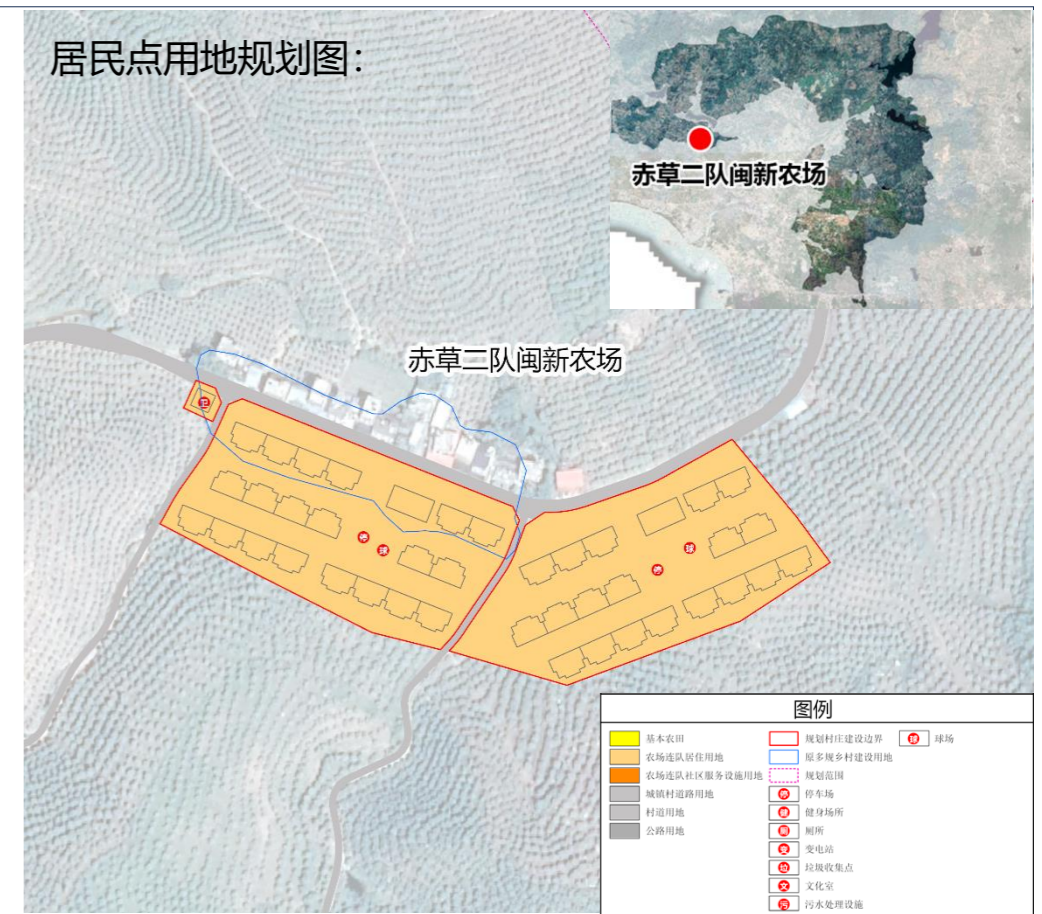 居民点用地规划图：
赤草二队闽新农场
赤草二队闽新农场
卫
停
球
球
停
图例
基本农田
农场连队居住用地
农场连队社区服务设施用地
城镇村道路用地
村道用地
公路用地
规划村庄建设边界
原多规乡村建设用地
规划范围
停 停车场
健 健身场所
厕 厕所
变 变电站
垃 垃圾收集点
文 文化室
污 污水处理设施
球 球场